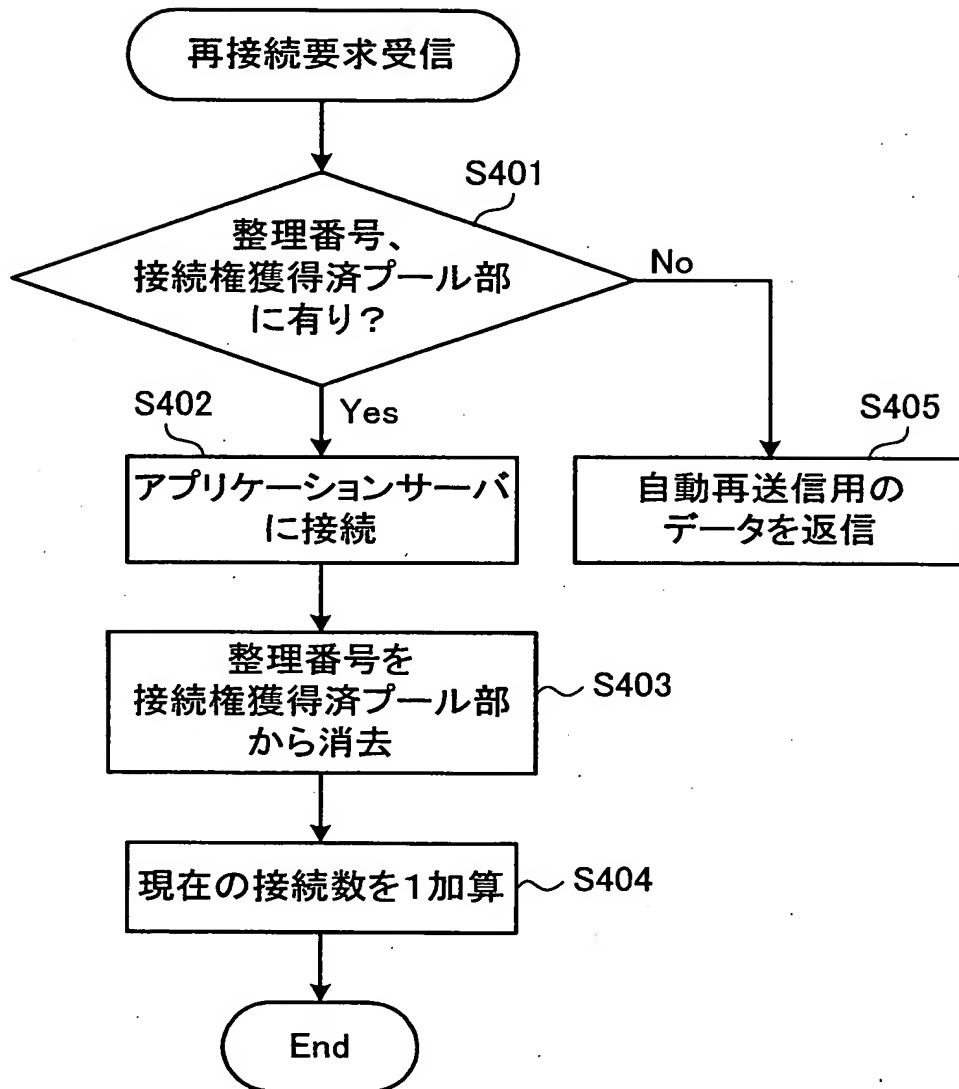 再接続要求受信
S401
整理番号、
接続権獲得済プール部
に有り?
No
S402
Yes
S405
アプリケーションサーバ
に接続
自動再送信用の
データを返信
整理番号を
接続権獲得済プール部
から消去
S403
現在の接続数を1加算
S404
End